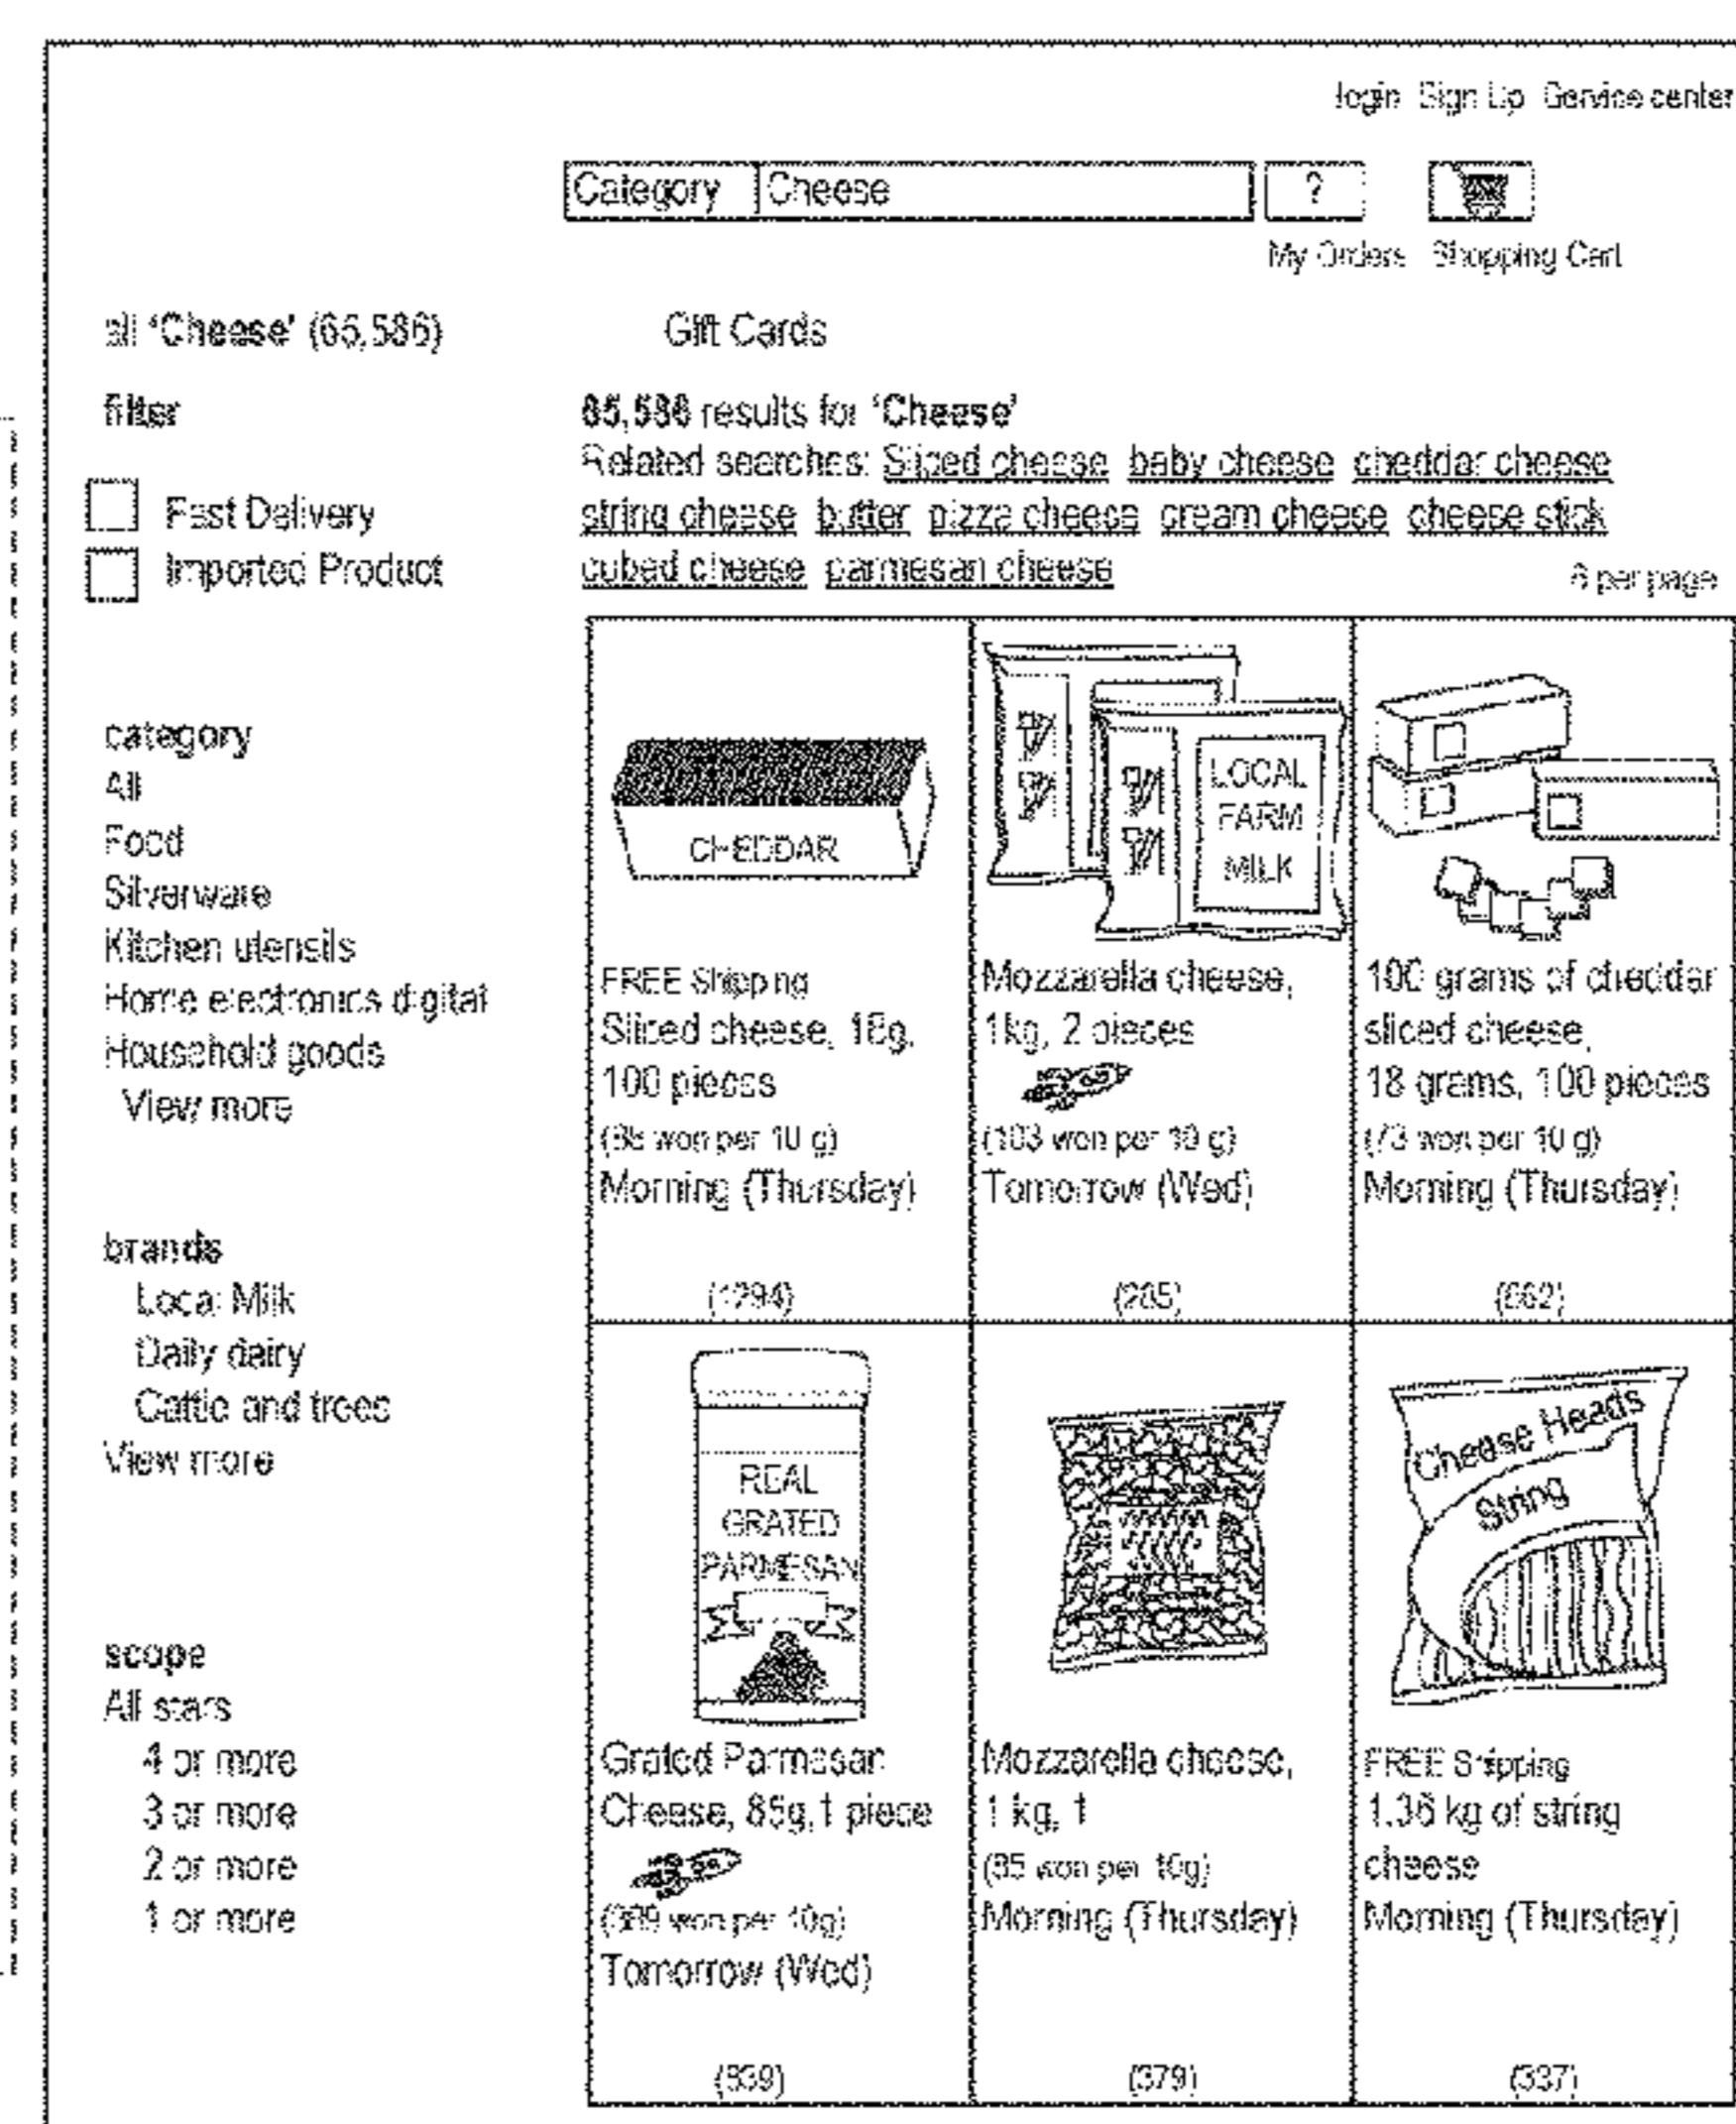 login Sign Up Service center
Category Cheese ?
My Orders Shopping Cart
all 'Cheese' (65,586) Gift Cards
filter
Fast Delivery
Imported Product
65,586 results for 'Cheese'
Related searches: Sliced cheese baby cheese cheddar cheese
string cheese butter pizza cheese cream cheese cheese stick
cubed cheese parmesan cheese
6 per page
category
All
Food
Silverware
Kitchen utensils
Home electronics digital
Household goods
View more
brands
Local Milk
Daily dairy
Cattle and trees
View more
scope
All stars
4 or more
3 or more
2 or more
1 or more
CHEDDAR
FREE Shipping
Sliced cheese, 18g,
100 pieces
won per 10 g)
Morning (Thursday)
(1294)
LOCAL
FARM
MILK
Mozzarella cheese,
1kg, 2 pieces
(103 won per 10 g)
Tomorrow (Wed)
(285)
100 grams of cheddar
sliced cheese,
18 grams, 100 pieces
(73 won per 10 g)
Morning (Thursday)
REAL
GRATED
PARMESAN
Grated Parmesan
Cheese, 85g,1 piece
won per 10g)
Tomorrow (Wed)
(839)
Mozzarella cheese,
1 kg, 1
(85 won per 10g)
Morning (Thursday)
(379)
Cheese Heads
String
FREE Shipping
1.36 kg of string
cheese
Morning (Thursday)
(337)